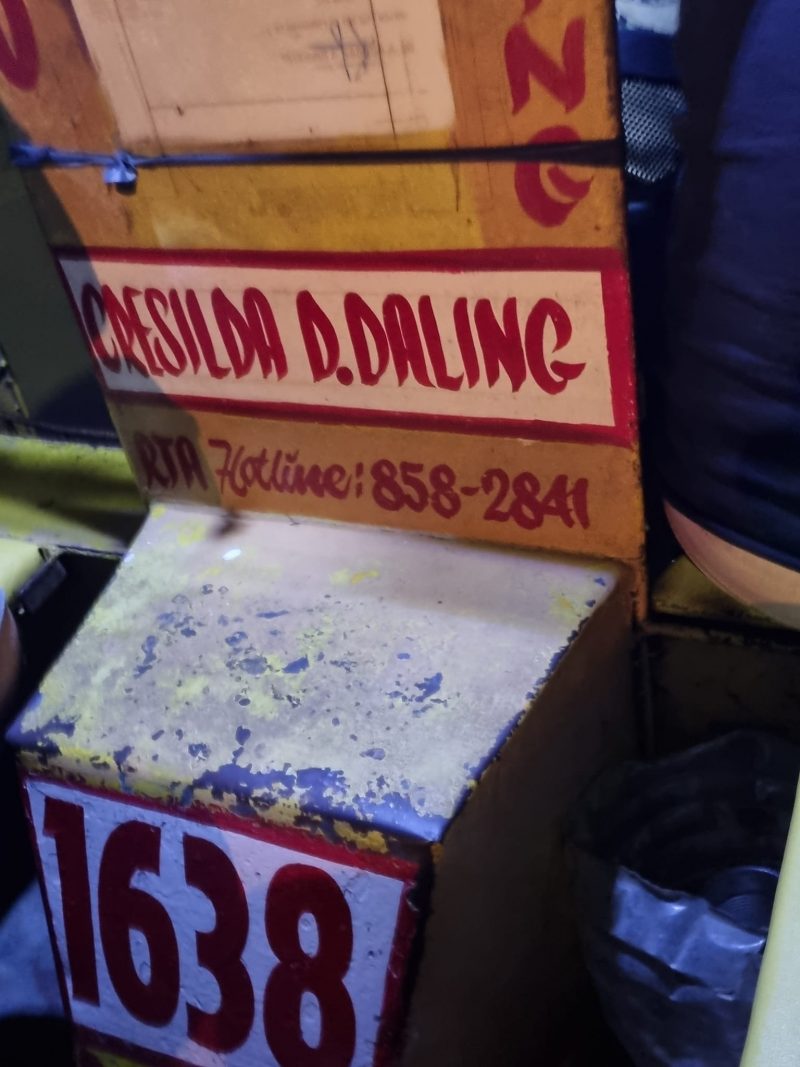 CRESILDA D. DALING
RTA Hotline: 858-2841
1638